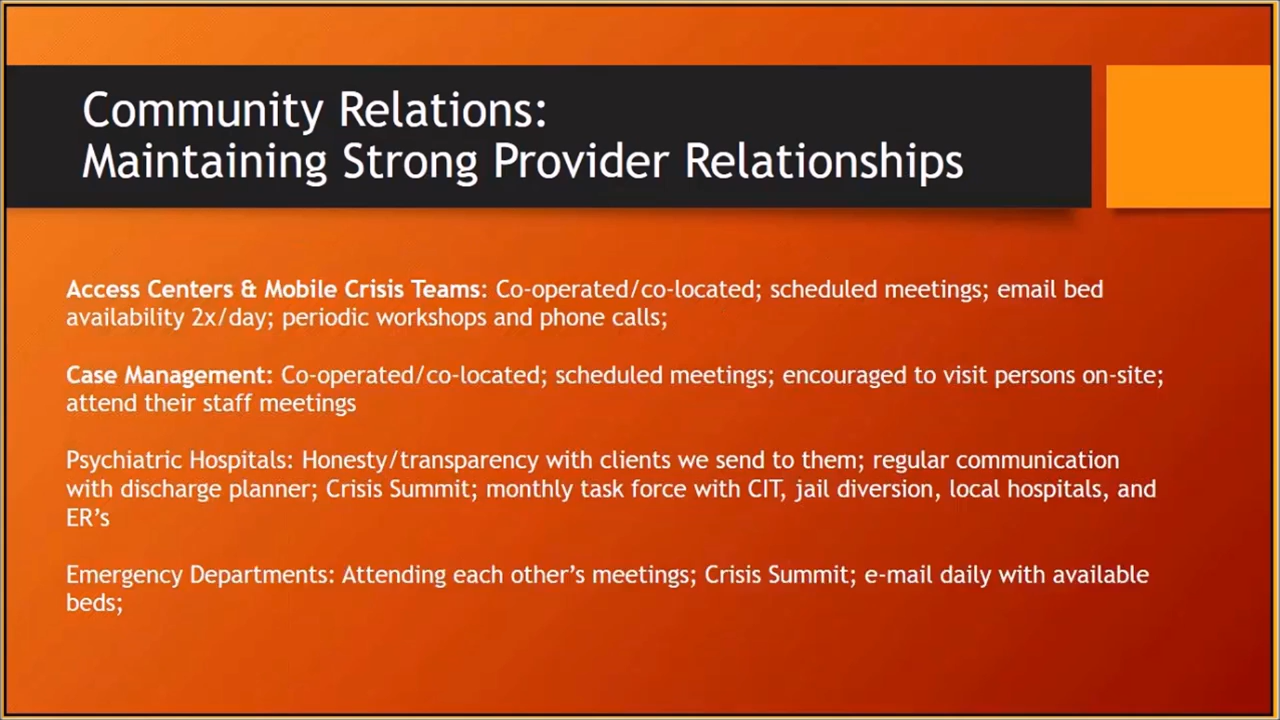 Community Relations:
Maintaining Strong Provider Relationships
Access Centers & Mobile Crisis Teams: Co-operated/co-located; scheduled meetings; email bed
availability 2x/day; periodic workshops and phone calls;
Case Management: Co-operated/co-located; scheduled meetings; encouraged to visit persons on-site;
attend their staff meetings
Psychiatric Hospitals: Honesty/transparency with clients we send to them; regular communication
with discharge planner; Crisis Summit; monthly task force with CIT, jail diversion, local hospitals, and
ER’s
Emergency Departments: Attending each other’s meetings; Crisis Summit; e-mail daily with available
beds;